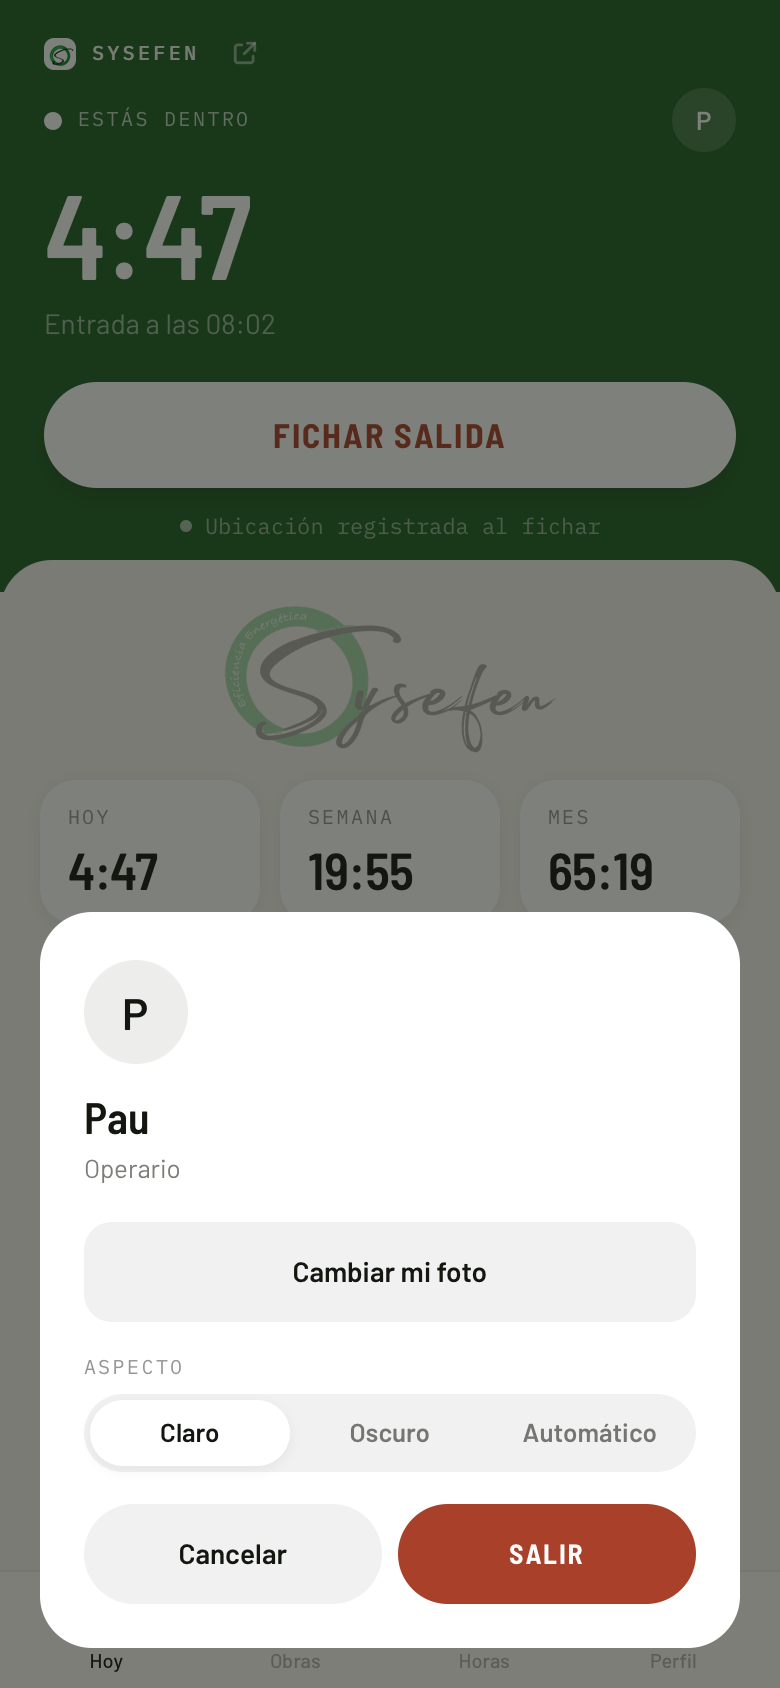 SYSEFEN
ESTÁS DENTRO
P
4:47
Entrada a las 08:02
FICHAR SALIDA
Ubicación registrada al fichar
Eficiencia Energética
Sysefen
HOY
SEMANA
MES
4:47
19:55
65:19
P
Pau
Operario
Cambiar mi foto
ASPECTO
Claro
Oscuro
Automático
Cancelar
SALIR
Hoy
Obras
Horas
Perfil